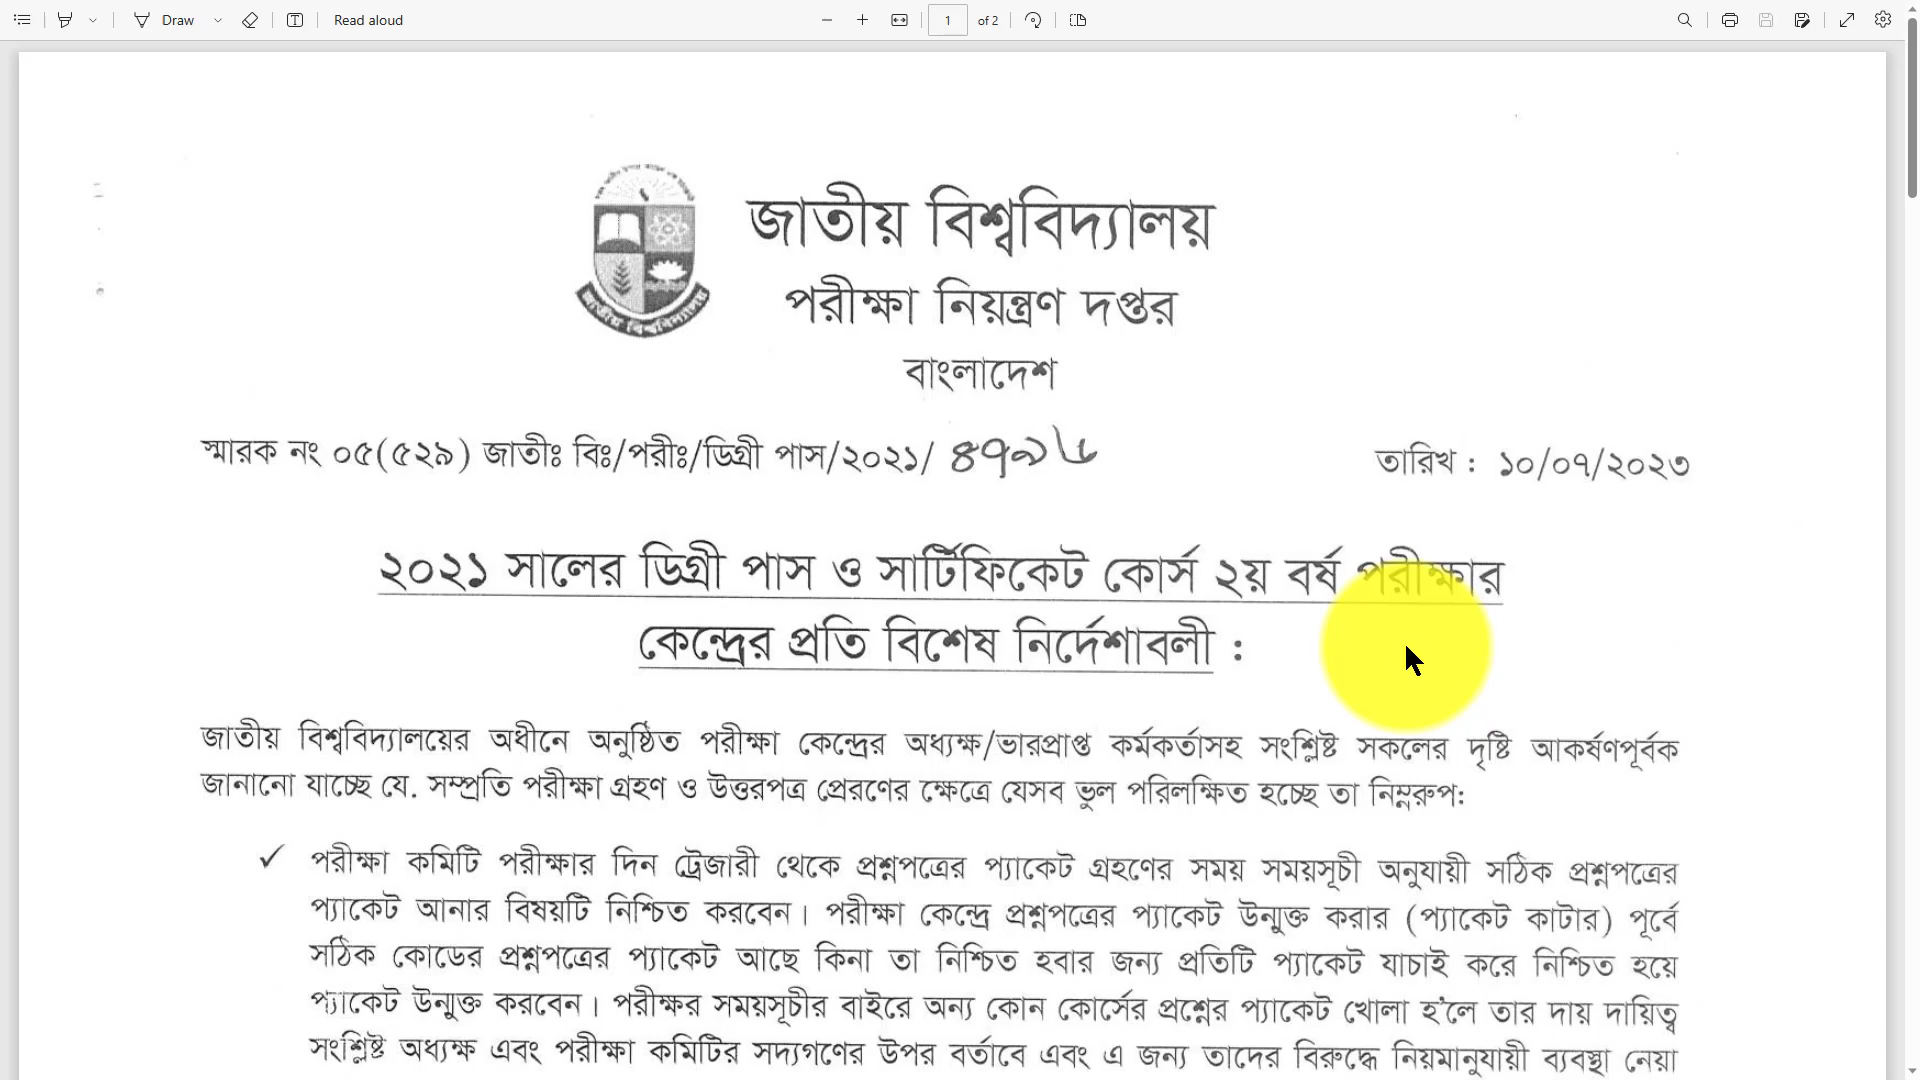 Draw
Read aloud
1 of 2
জাতীয় বিশ্ববিদ্যালয়
পরীক্ষা নিয়ন্ত্রণ দপ্তর
বাংলাদেশ
স্মারক নং ০৫(৫২৯) জাতীঃ বিঃ/পরীঃ/ডিগ্রী পাস/২০২১/ ৪৭৯৬ তারিখ : ১০/০৭/২০২৩
২০২১ সালের ডিগ্রী পাস ও সার্টিফিকেট কোর্স ২য় বর্ষ পরীক্ষার
কেন্দ্রের প্রতি বিশেষ নির্দেশাবলী :
জাতীয় বিশ্ববিদ্যালয়ের অধীনে অনুষ্ঠিত পরীক্ষা কেন্দ্রের অধ্যক্ষ/ভারপ্রাপ্ত কর্মকর্তাসহ সংশ্লিষ্ট সকলের দৃষ্টি আকর্ষণপূর্বক
জানানো যাচ্ছে যে. সম্প্রতি পরীক্ষা গ্রহণ ও উত্তরপত্র প্রেরণের ক্ষেত্রে যেসব ভুল পরিলক্ষিত হচ্ছে তা নিম্নরুপ:
✓ পরীক্ষা কমিটি পরীক্ষার দিন ট্রেজারী থেকে প্রশ্নপত্রের প্যাকেট গ্রহণের সময় সময়সূচী অনুযায়ী সঠিক প্রশ্নপত্রের
প্যাকেট আনার বিষয়টি নিশ্চিত করবেন। পরীক্ষা কেন্দ্রে প্রশ্নপত্রের প্যাকেট উন্মুক্ত করার (প্যাকেট কাটার) পূর্বে
সঠিক কোডের প্রশ্নপত্রের প্যাকেট আছে কিনা তা নিশ্চিত হবার জন্য প্রতিটি প্যাকেট যাচাই করে নিশ্চিত হয়ে
প্যাকেট উন্মুক্ত করবেন। পরীক্ষর সময়সূচীর বাইরে অন্য কোন কোর্সের প্রশ্নের প্যাকেট খোলা হ'লে তার দায় দায়িত্ব
সংশ্লিষ্ট অধ্যক্ষ এবং পরীক্ষা কমিটির সদ্যগণের উপর বর্তাবে এবং এ জন্য তাদের বিরুদ্ধে নিয়মানুযায়ী ব্যবস্থা নেয়া